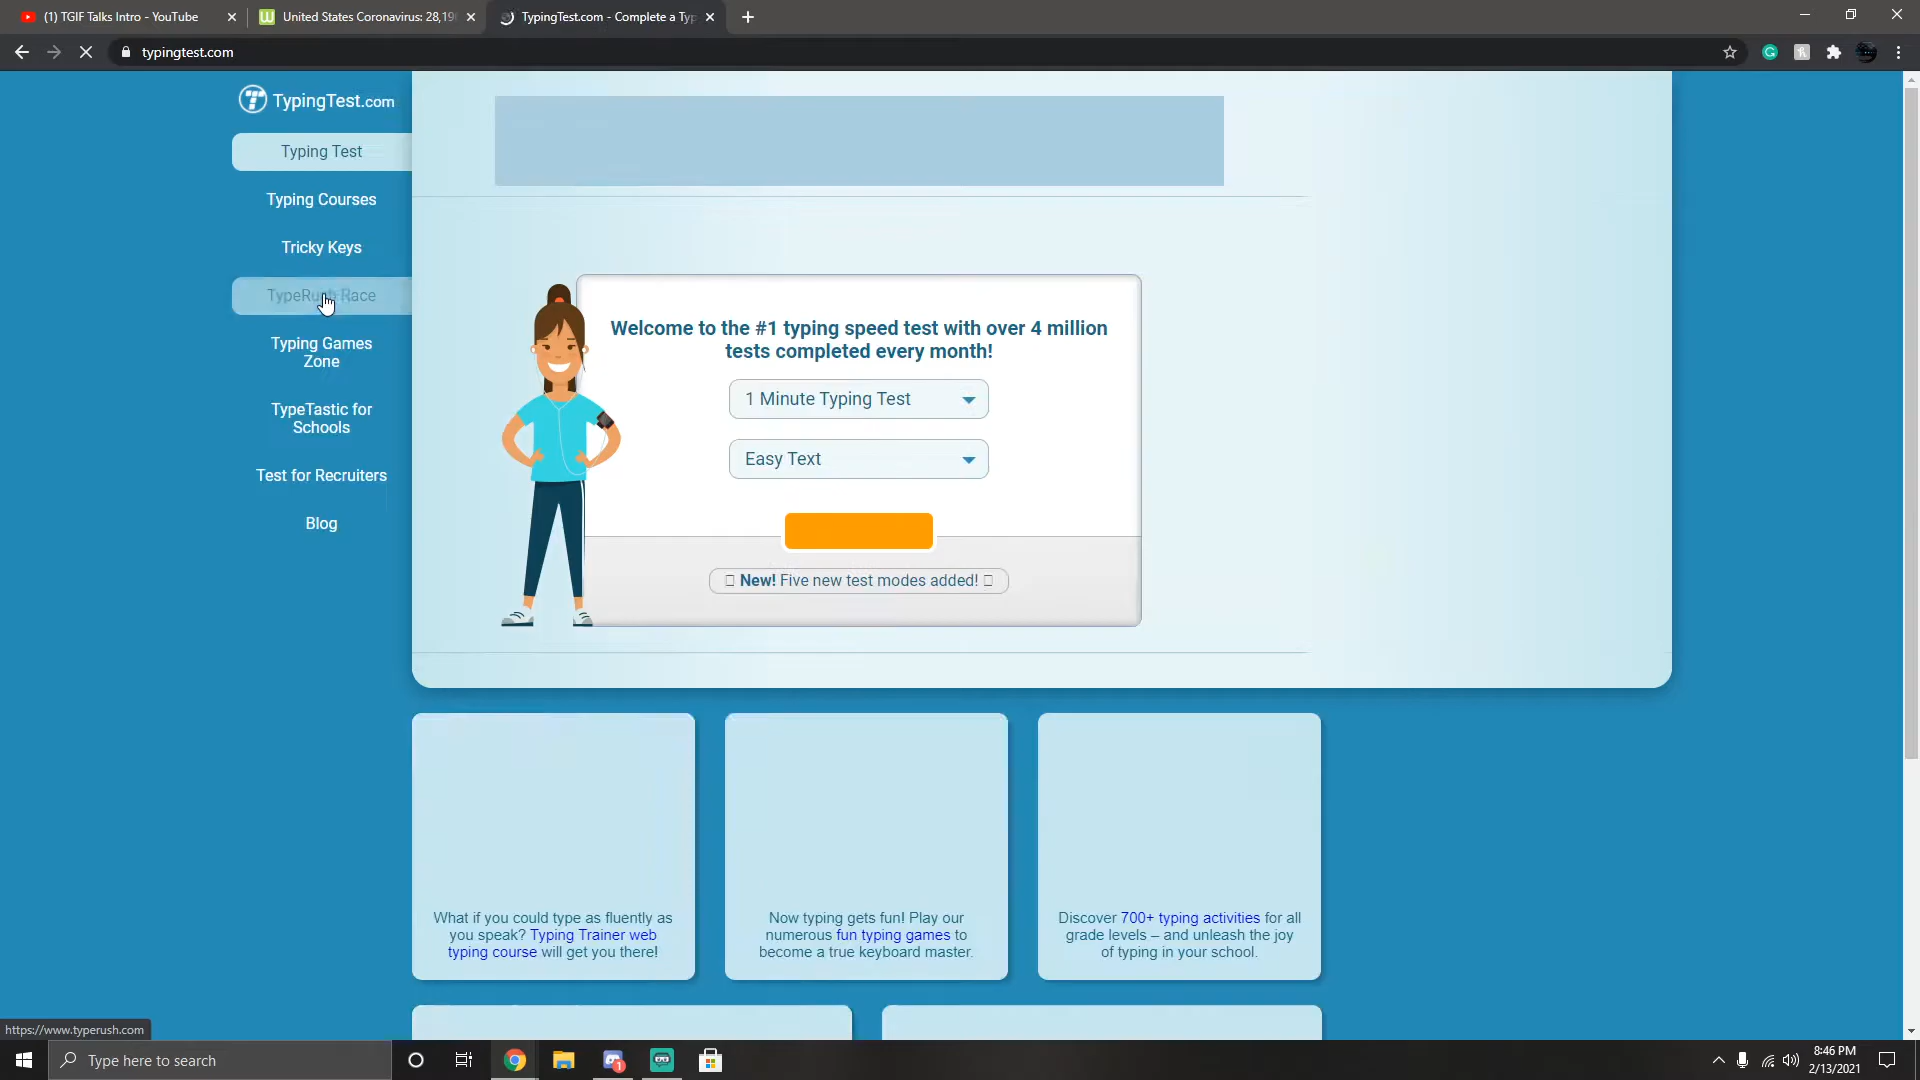 (1) TGIF Talks Intro - YouTube
United States Coronavirus: 28,19
TypingTest.com - Complete a Typ
typingtest.com
TypingTest.com
Typing Test
Typing Courses
Tricky Keys
TypeRush Race
Typing Games
Zone
TypeTastic for
Schools
Test for Recruiters
Blog
Welcome to the #1 typing speed test with over 4 million
tests completed every month!
1 Minute Typing Test
Easy Text
New! Five new test modes added!
What if you could type as fluently as
you speak? Typing Trainer web
typing course will get you there!
Now typing gets fun! Play our
numerous fun typing games to
become a true keyboard master.
Discover 700+ typing activities for all
grade levels – and unleash the joy
of typing in your school.
https://www.typerush.com
Type here to search
1
8:46 PM
2/13/2021